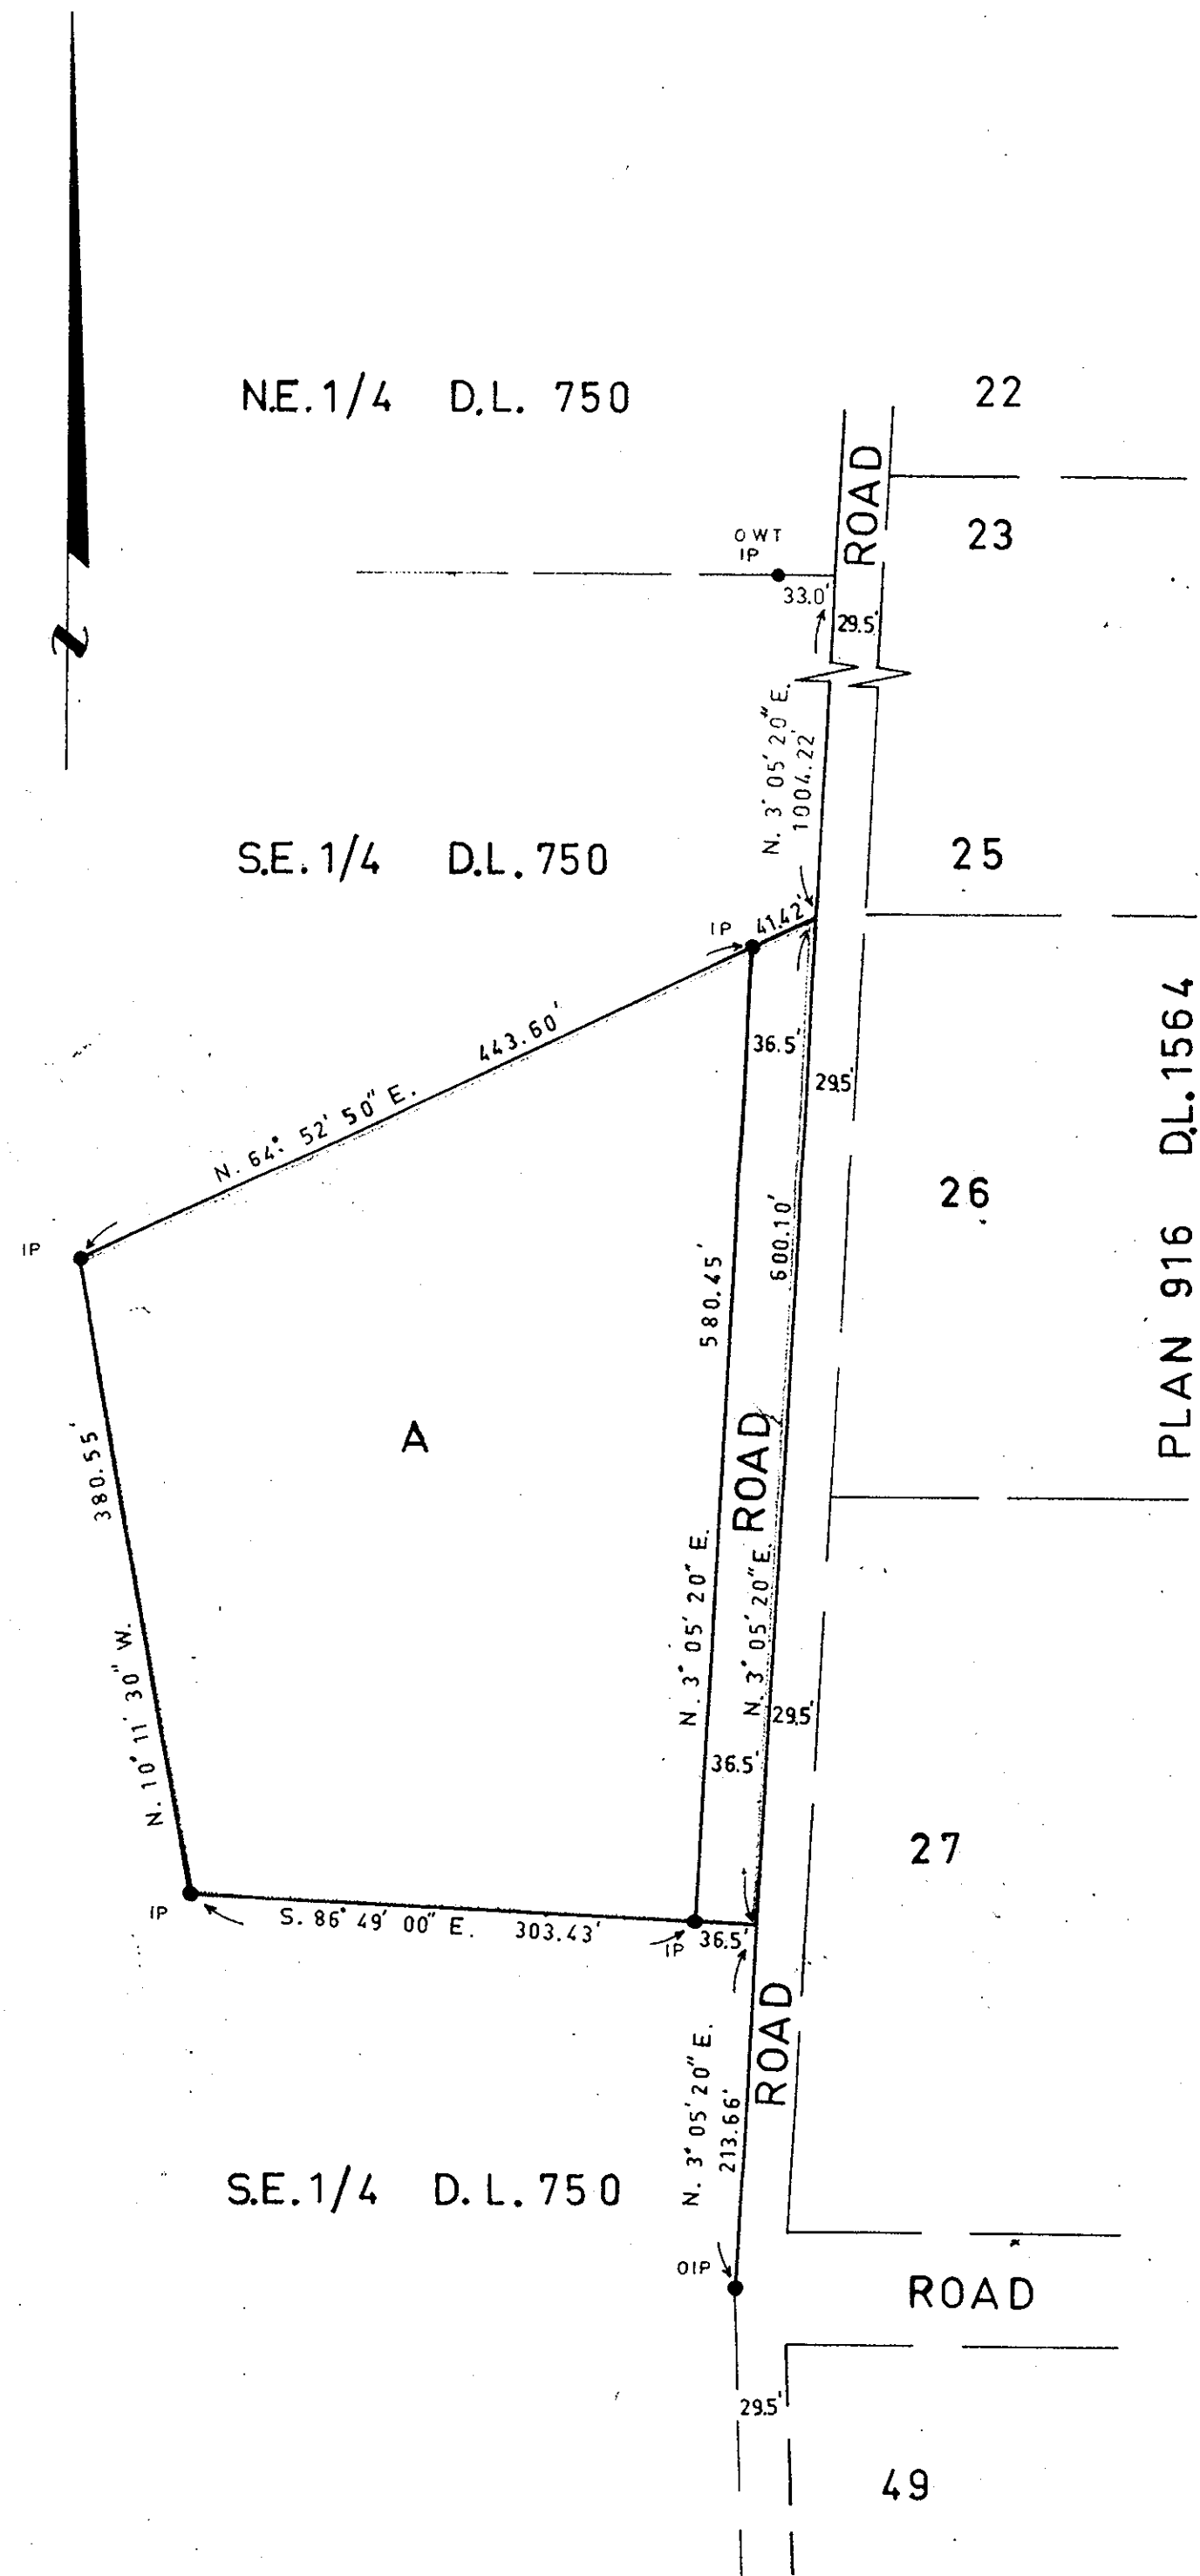 N.E. 1/4 D.L. 750
22
ROAD
23
O W T
IP
33.0'
29.5'
N
N. 3° 05' 20" E.
1004.22'
S.E. 1/4 D.L. 750
25
IP
41.42'
443.60'
N. 64° 52' 50" E.
36.5'
29.5'
PLAN 916 D.L. 1564
26
IP
600.10'
580.45'
A
ROAD
380.55'
N. 3° 05' 20" E.
N. 3° 05' 20" E.
N. 10° 11' 30" W.
29.5'
36.5'
27
IP
S. 86° 49' 00" E. 303.43'
IP
36.5'
ROAD
N. 3° 05' 20" E.
213.66'
S.E. 1/4 D.L. 750
OIP
ROAD
29.5'
49